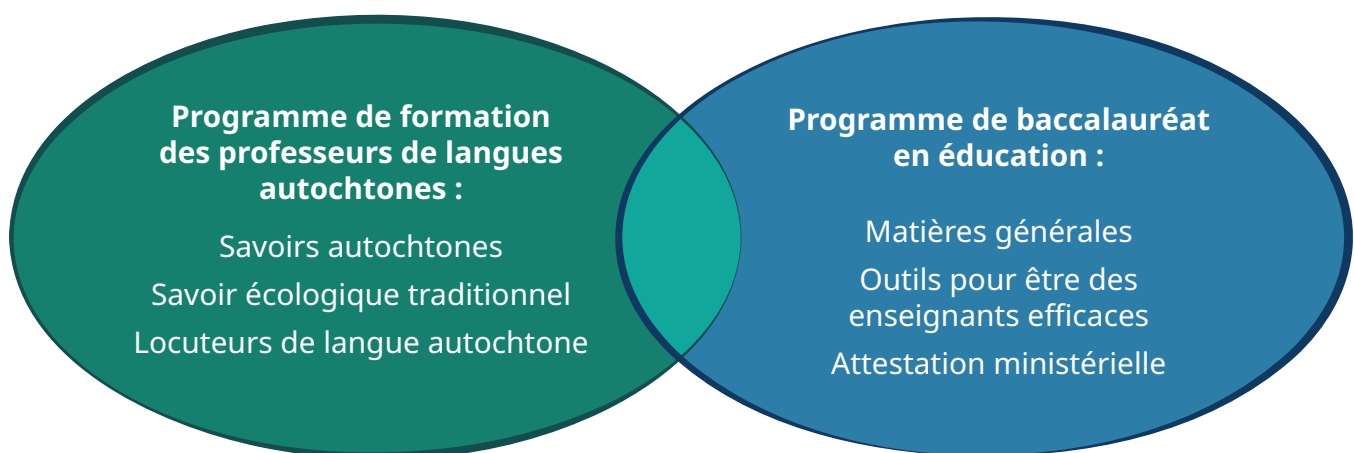 Programme de formation
des professeurs de langues
autochtones :
Savoirs autochtones
Savoir écologique traditionnel
Locuteurs de langue autochtone
Programme de baccalauréat
en éducation :
Matières générales
Outils pour être des
enseignants efficaces
Attestation ministérielle